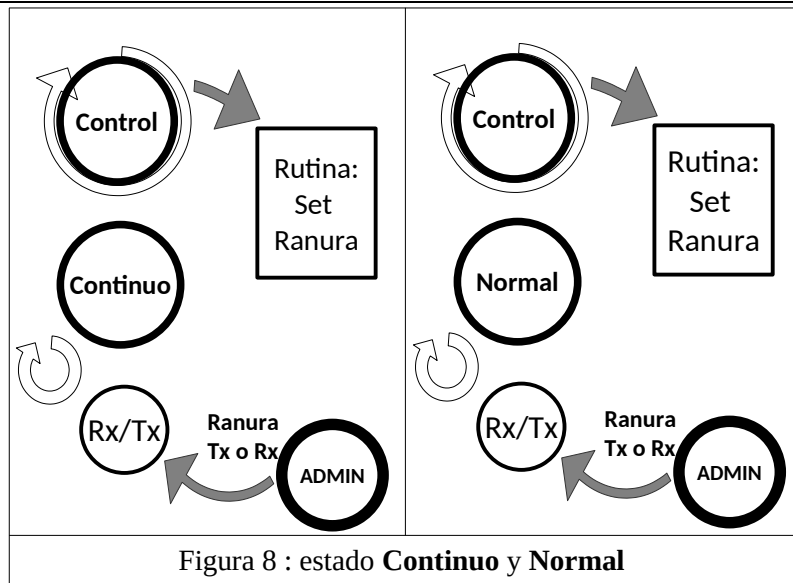 Control
Rutina:
Set
Ranura
Continuo
Rx/Tx
Ranura
Tx o Rx
ADMIN
Control
Rutina:
Set
Ranura
Normal
Rx/Tx
Ranura
Tx o Rx
ADMIN
Figura 8 : estado Continuo y Normal